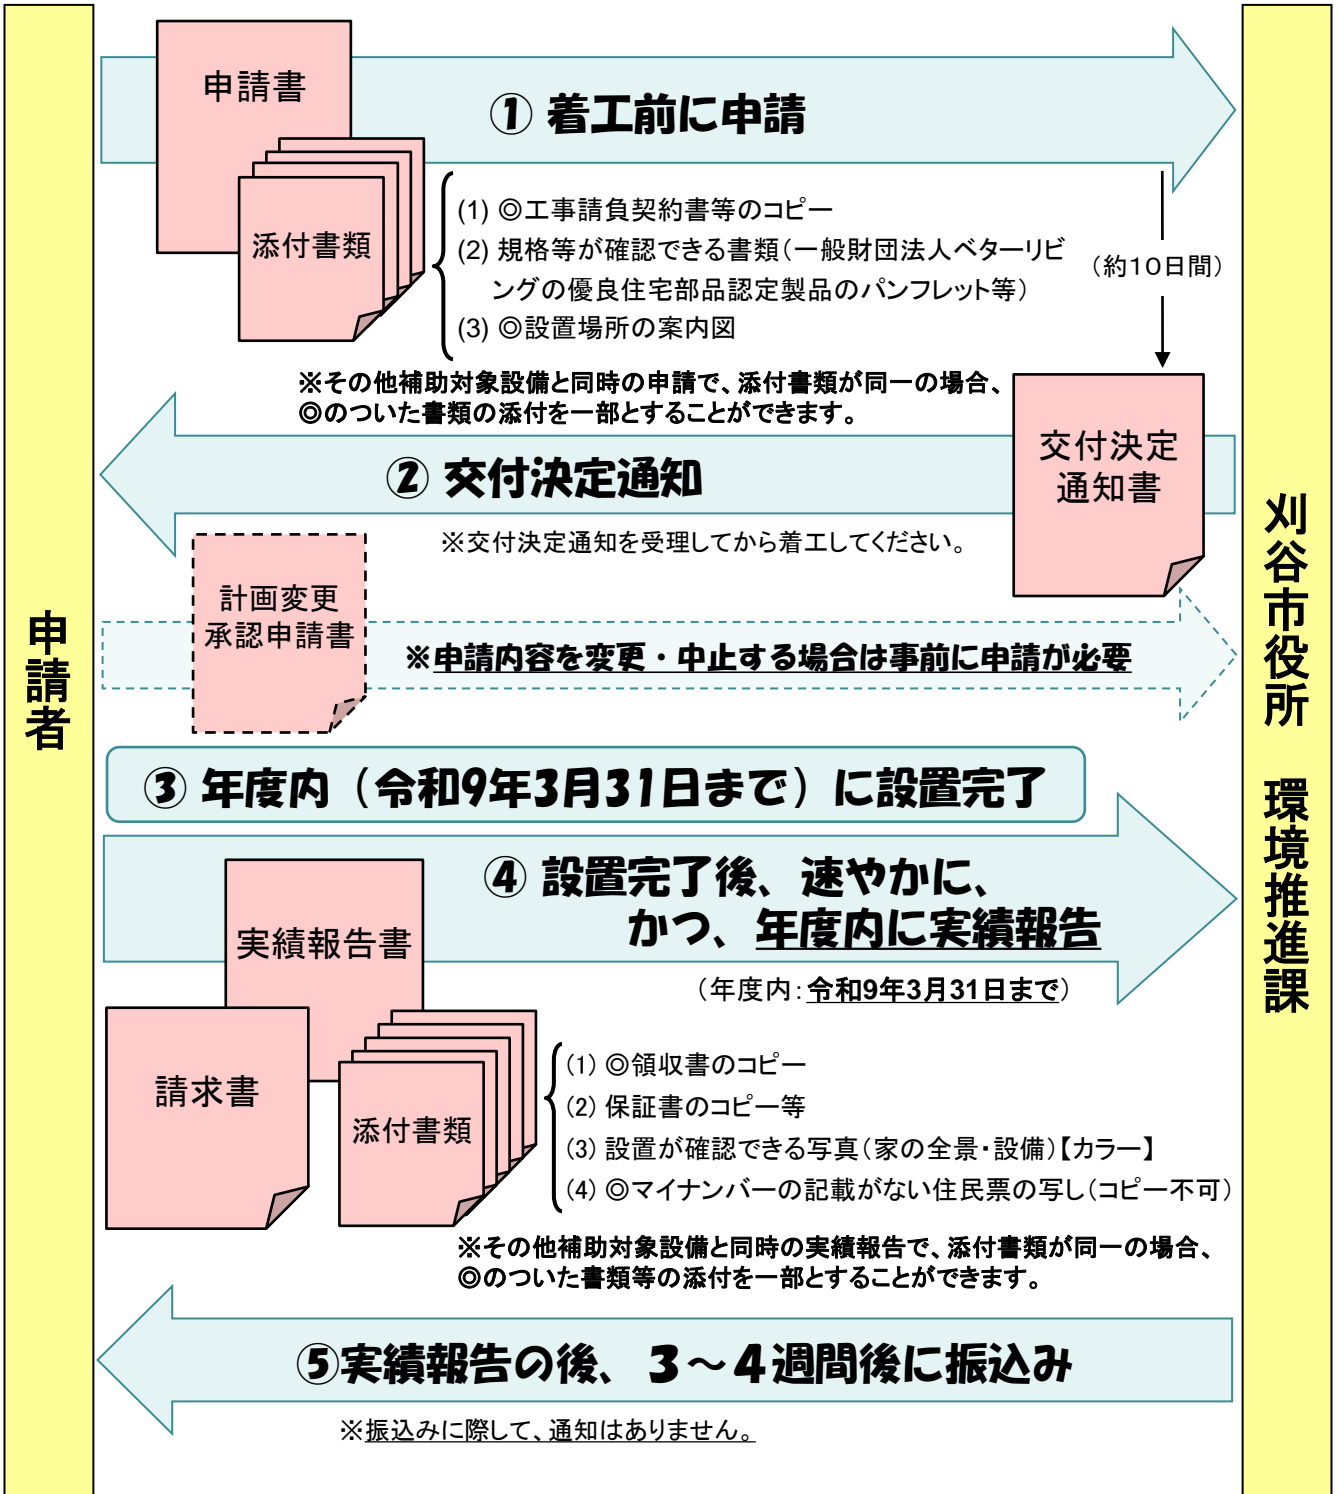 申請者
刈谷市役所　環境推進課
申請書
① 着工前に申請
添付書類
(1) ◎工事請負契約書等のコピー
(2) 規格等が確認できる書類（一般財団法人ベターリビ
ングの優良住宅部品認定製品のパンフレット等）
(3) ◎設置場所の案内図
（約10日間）
※その他補助対象設備と同時の申請で、添付書類が同一の場合、
◎のついた書類の添付を一部とすることができます。
交付決定
通知書
② 交付決定通知
※交付決定通知を受理してから着工してください。
計画変更
承認申請書
※申請内容を変更・中止する場合は事前に申請が必要
③ 年度内（令和9年3月31日まで）に設置完了
④ 設置完了後、速やかに、
かつ、年度内に実績報告
（年度内：令和9年3月31日まで）
実績報告書
請求書
添付書類
(1) ◎領収書のコピー
(2) 保証書のコピー等
(3) 設置が確認できる写真（家の全景・設備）【カラー】
(4) ◎マイナンバーの記載がない住民票の写し（コピー不可）
※その他補助対象設備と同時の実績報告で、添付書類が同一の場合、
◎のついた書類等の添付を一部とすることができます。
⑤実績報告の後、３～４週間後に振込み
※振込みに際して、通知はありません。